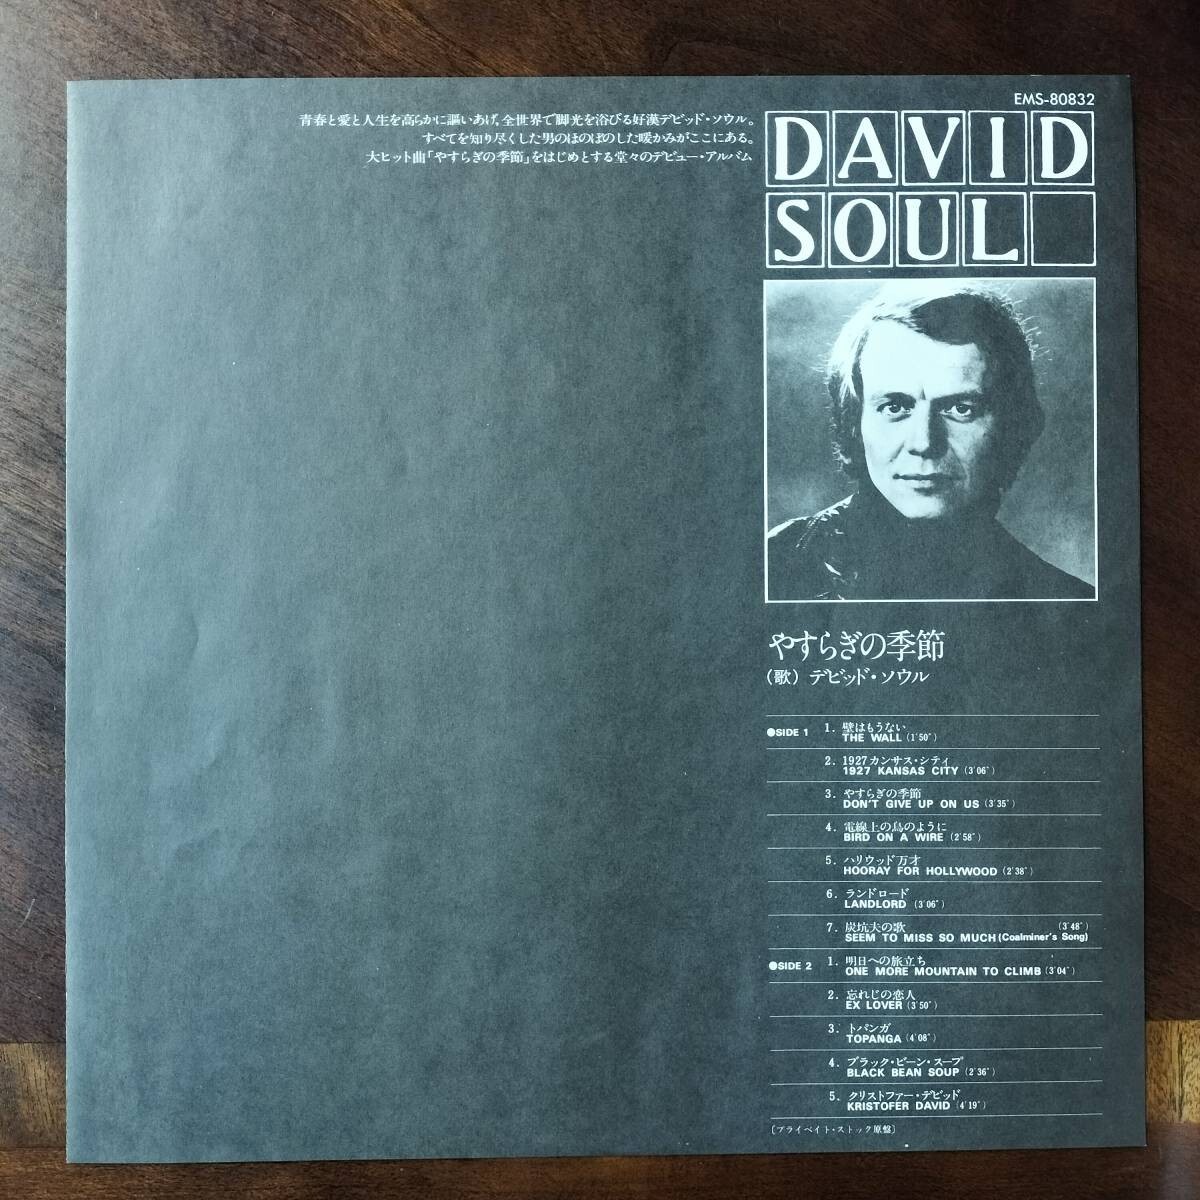 EMS-80832
青春と愛と人生を高らかに謳いあげ、全世界で脚光を浴びる好漢デビッド・ソウル。
すべてを知り尽くした男のほのぼのした暖かみがここにある。
大ヒット曲「やすらぎの季節」をはじめとする堂々のデビュー・アルバム
DAVID
SOUL
やすらぎの季節
(歌) デビッド・ソウル
●SIDE 1
1. 壁はもうない
THE WALL (1'50")
2. 1927カンサス・シティ
1927 KANSAS CITY (3'06")
3. やすらぎの季節
DON'T GIVE UP ON US (3'35")
4. 電線上の鳥のように
BIRD ON A WIRE (2'58")
5. ハリウッド万才
HOORAY FOR HOLLYWOOD (2'38")
6. ランドロード
LANDLORD (3'06")
7. 炭坑夫の歌 (3'48")
SEEM TO MISS SO MUCH (Coalminer's Song)
●SIDE 2
1. 明日への旅立ち
ONE MORE MOUNTAIN TO CLIMB (3'04")
2. 忘れじの恋人
EX LOVER (3'50")
3. トパンガ
TOPANGA (4'08")
4. ブラック・ビーン・スープ
BLACK BEAN SOUP (2'36")
5. クリストファー・デビッド
KRISTOFER DAVID (4'19")
[プライベイト・ストック原盤]